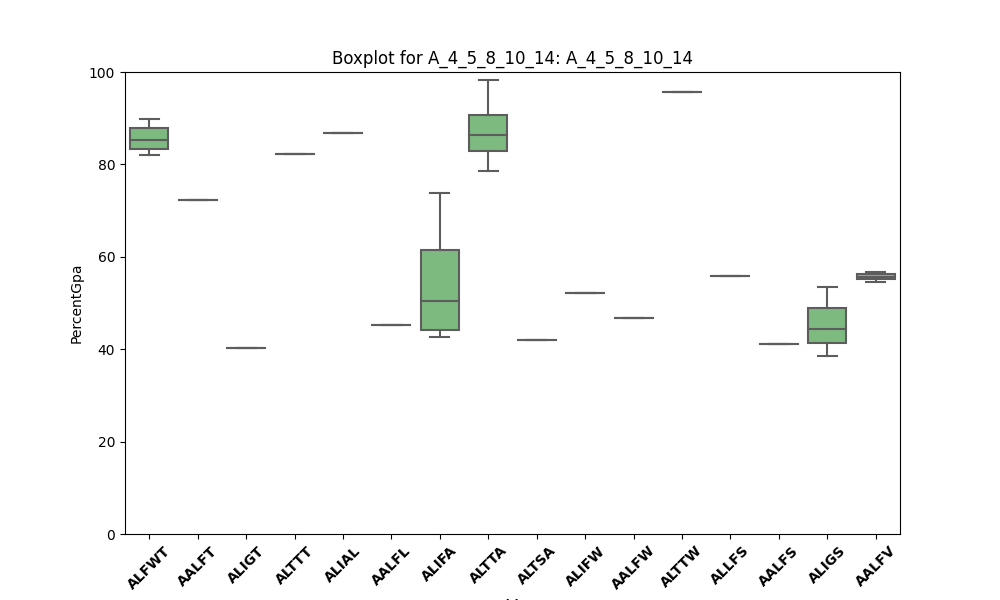 Boxplot for A_4_5_8_10_14: A_4_5_8_10_14
100
80
60
40
20
0
PercentGpa
ALFWT
AALFT
ALIGT
ALTTT
ALIAL
AALFL
ALIFA
ALTTA
ALTSA
ALIFW
AALFW
ALTTW
ALLFS
AALFS
ALIGS
AALFV